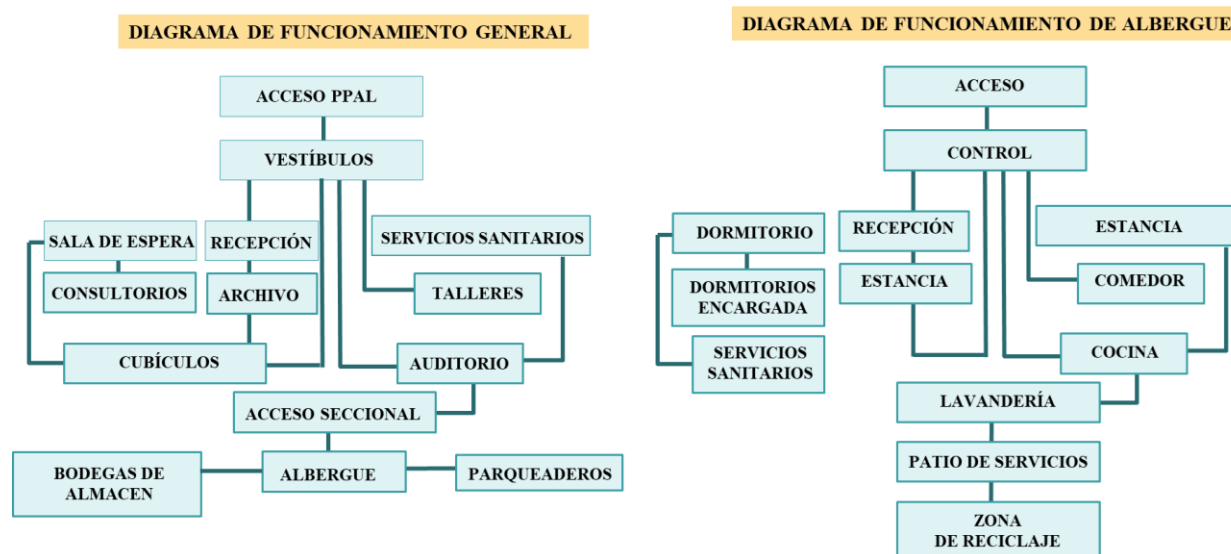 DIAGRAMA DE FUNCIONAMIENTO GENERAL
ACCESO PPAL
VESTÍBULOS
SALA DE ESPERA
RECEPCIÓN
SERVICIOS SANITARIOS
CONSULTORIOS
ARCHIVO
TALLERES
CUBÍCULOS
AUDITORIO
ACCESO SECCIONAL
BODEGAS DE
ALMACEN
ALBERGUE
PARQUEADEROS
DIAGRAMA DE FUNCIONAMIENTO DE ALBERGUE
ACCESO
CONTROL
DORMITORIO
RECEPCIÓN
ESTANCIA
DORMITORIOS
ENCARGADA
ESTANCIA
COMEDOR
SERVICIOS
SANITARIOS
COCINA
LAVANDERÍA
PATIO DE SERVICIOS
ZONA
DE RECICLAJE